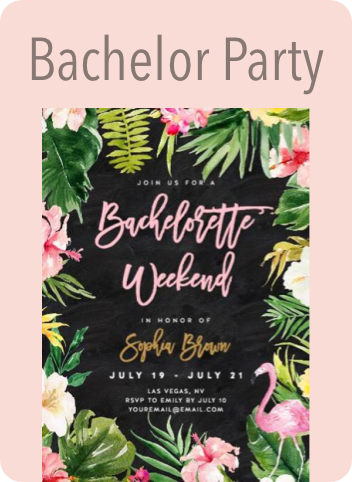 Bachelor Party
JOIN US FOR A
Bachelorette
Weekend
IN HONOR OF
Sophia Brown
JULY 19 - JULY 21
LAS VEGAS, NV
RSVP TO EMILY BY JULY 10
YOUREMAIL@EMAIL.COM